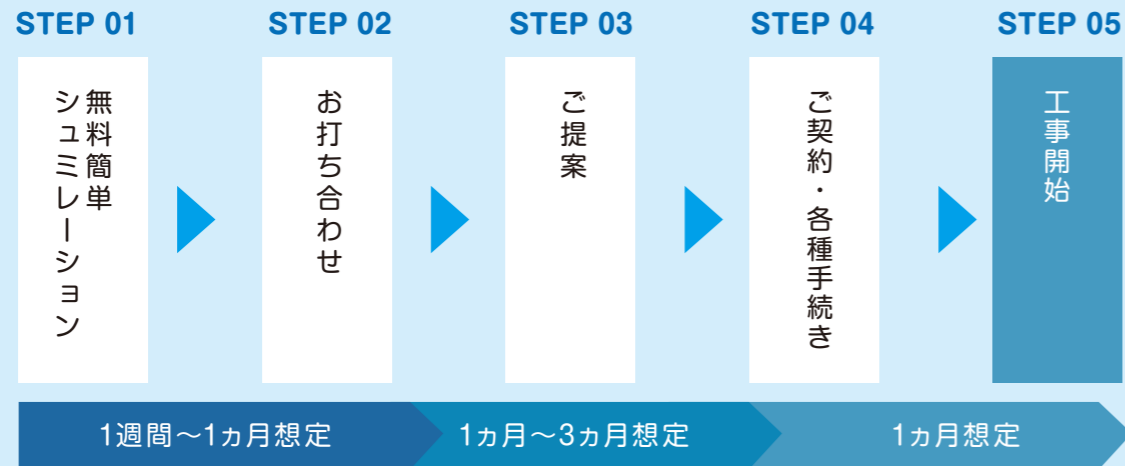 STEP 01
無料簡単
シュミレーション
STEP 02
お打ち合わせ
STEP 03
ご提案
STEP 04
ご契約・各種手続き
STEP 05
工事開始
1週間～1ヵ月想定
1ヵ月～3ヵ月想定
1ヵ月想定